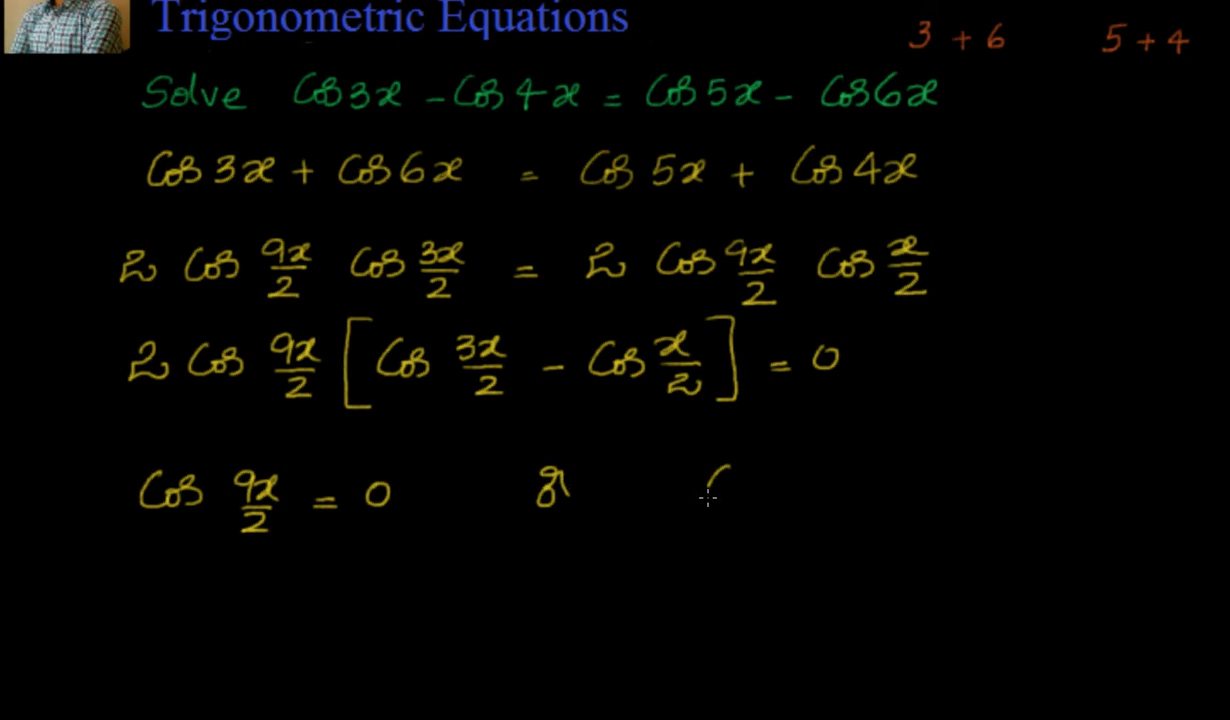 Trigonometric Equations
3 + 6 5 + 4
Solve Cos 3x - Cos 4x = Cos 5x - Cos 6x
Cos 3x + Cos 6x = Cos 5x + Cos 4x
2 Cos 9x/2 Cos 3x/2 = 2 Cos 9x/2 Cos x/2
2 Cos 9x/2 [ Cos 3x/2 - Cos x/2 ] = 0
Cos 9x/2 = 0 or